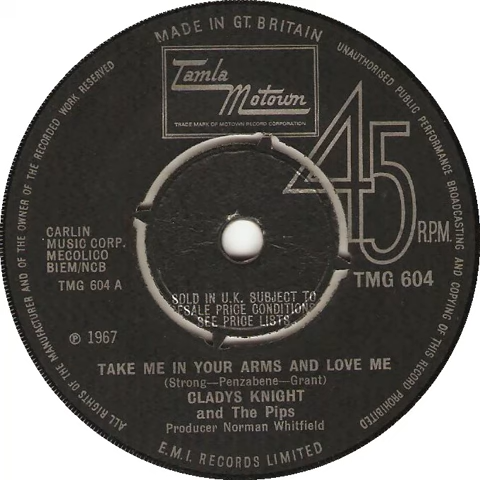 MADE IN GT. BRITAIN
UNAUTHORISED PUBLIC PERFORMANCE BROADCASTING AND COPYING OF THIS RECORD PROHIBITED
ALL RIGHTS OF THE MANUFACTURER AND OF THE OWNER OF THE RECORDED WORK RESERVED
Tamla
Motown
TRADE MARK OF MOTOWN RECORD CORPORATION
45
R.P.M.
TMG 604
CARLIN
MUSIC CORP.
MECOLICO
BIEM/NCB
TMG 604 A
SOLD IN U.K. SUBJECT TO
RESALE PRICE CONDITIONS
SEE PRICE LISTS
℗ 1967
TAKE ME IN YOUR ARMS AND LOVE ME
(Strong—Penzabene—Grant)
GLADYS KNIGHT
and The Pips
Producer Norman Whitfield
E.M.I. RECORDS LIMITED